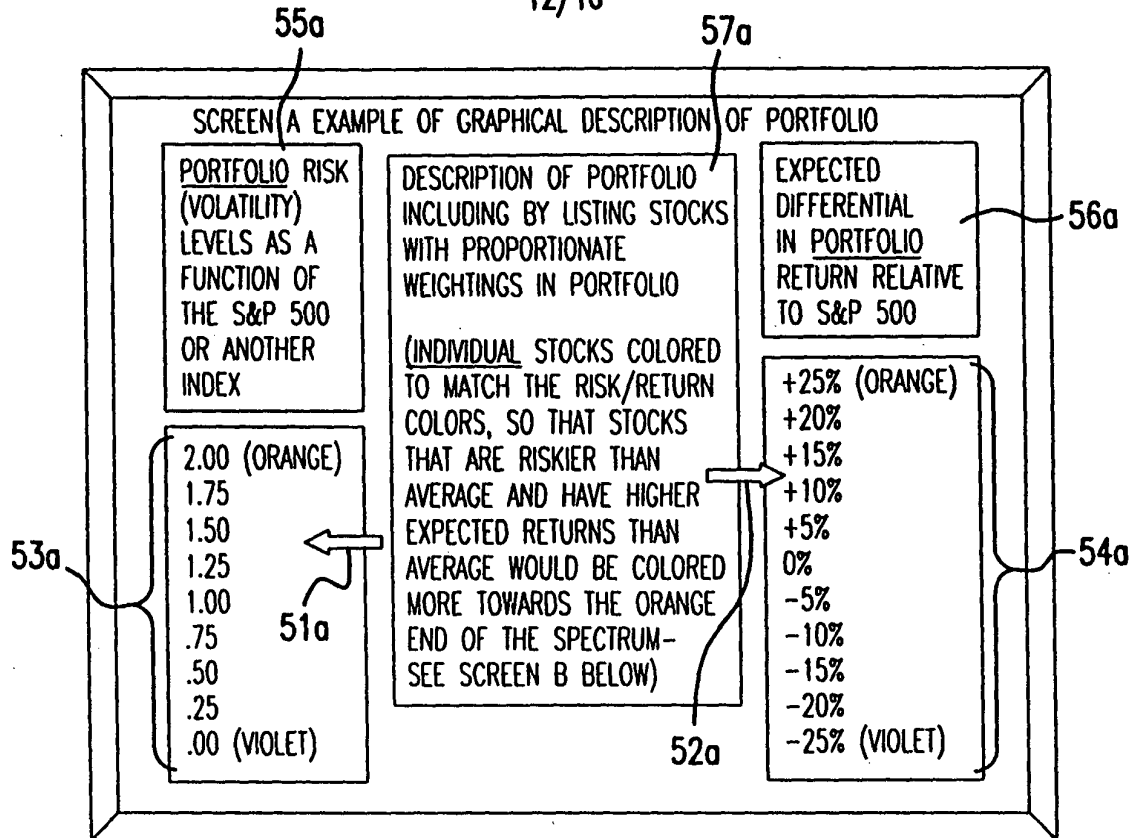 12/16
55a
57a
SCREEN A EXAMPLE OF GRAPHICAL DESCRIPTION OF PORTFOLIO
PORTFOLIO RISK
(VOLATILITY)
LEVELS AS A
FUNCTION OF
THE S&P 500
OR ANOTHER
INDEX
DESCRIPTION OF PORTFOLIO
INCLUDING BY LISTING STOCKS
WITH PROPORTIONATE
WEIGHTINGS IN PORTFOLIO
(INDIVIDUAL STOCKS COLORED
TO MATCH THE RISK/RETURN
COLORS, SO THAT STOCKS
THAT ARE RISKIER THAN
AVERAGE AND HAVE HIGHER
EXPECTED RETURNS THAN
AVERAGE WOULD BE COLORED
MORE TOWARDS THE ORANGE
END OF THE SPECTRUM-
SEE SCREEN B BELOW)
EXPECTED
DIFFERENTIAL
IN PORTFOLIO
RETURN RELATIVE
TO S&P 500
56a
2.00 (ORANGE)
1.75
1.50
1.25
1.00
.75
.50
.25
.00 (VIOLET)
53a
51a
+25% (ORANGE)
+20%
+15%
+10%
+5%
0%
-5%
-10%
-15%
-20%
-25% (VIOLET)
54a
52a